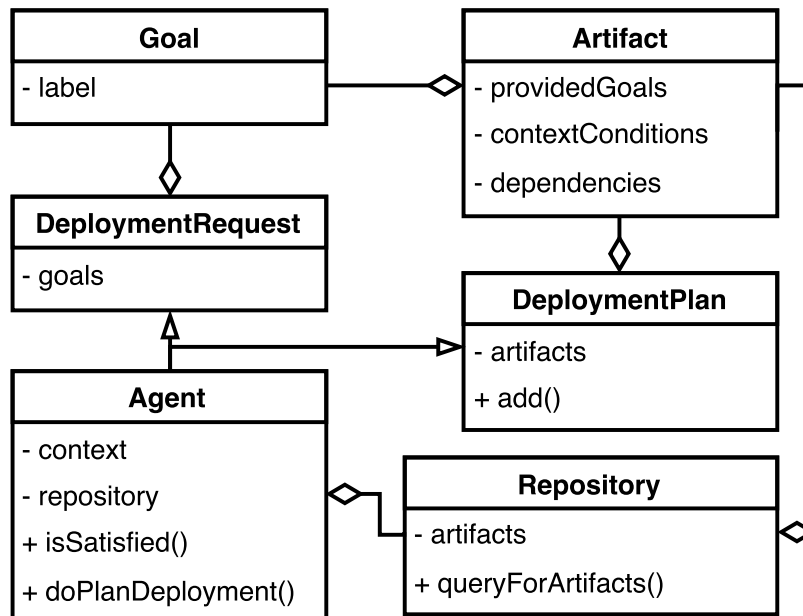 Goal
- label
Artifact
- providedGoals
- contextConditions
- dependencies
DeploymentRequest
- goals
DeploymentPlan
- artifacts
+ add()
Agent
- context
- repository
+ isSatisfied()
+ doPlanDeployment()
Repository
- artifacts
+ queryForArtifacts()